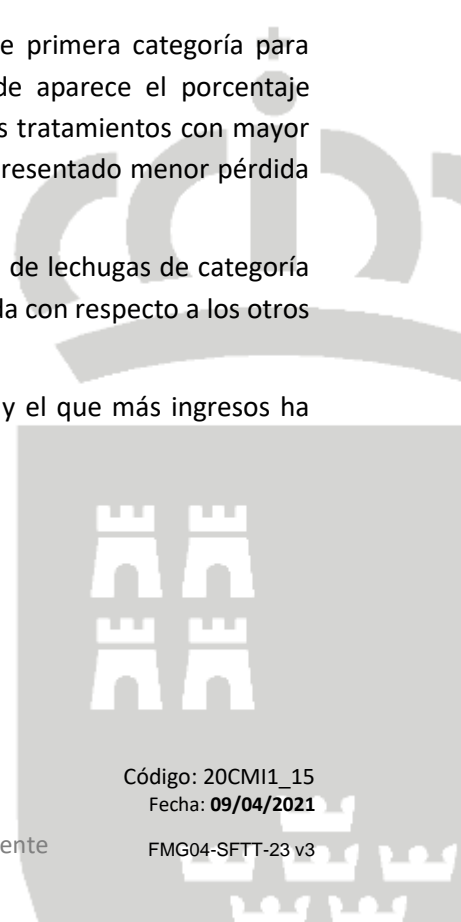 e primera categoría para
de aparece el porcentaje
s tratamientos con mayor
resentado menor pérdida
de lechugas de categoría
da con respecto a los otros
y el que más ingresos ha
Código: 20CMI1_15
Fecha: 09/04/2021
ente
FMG04-SFTT-23 v3